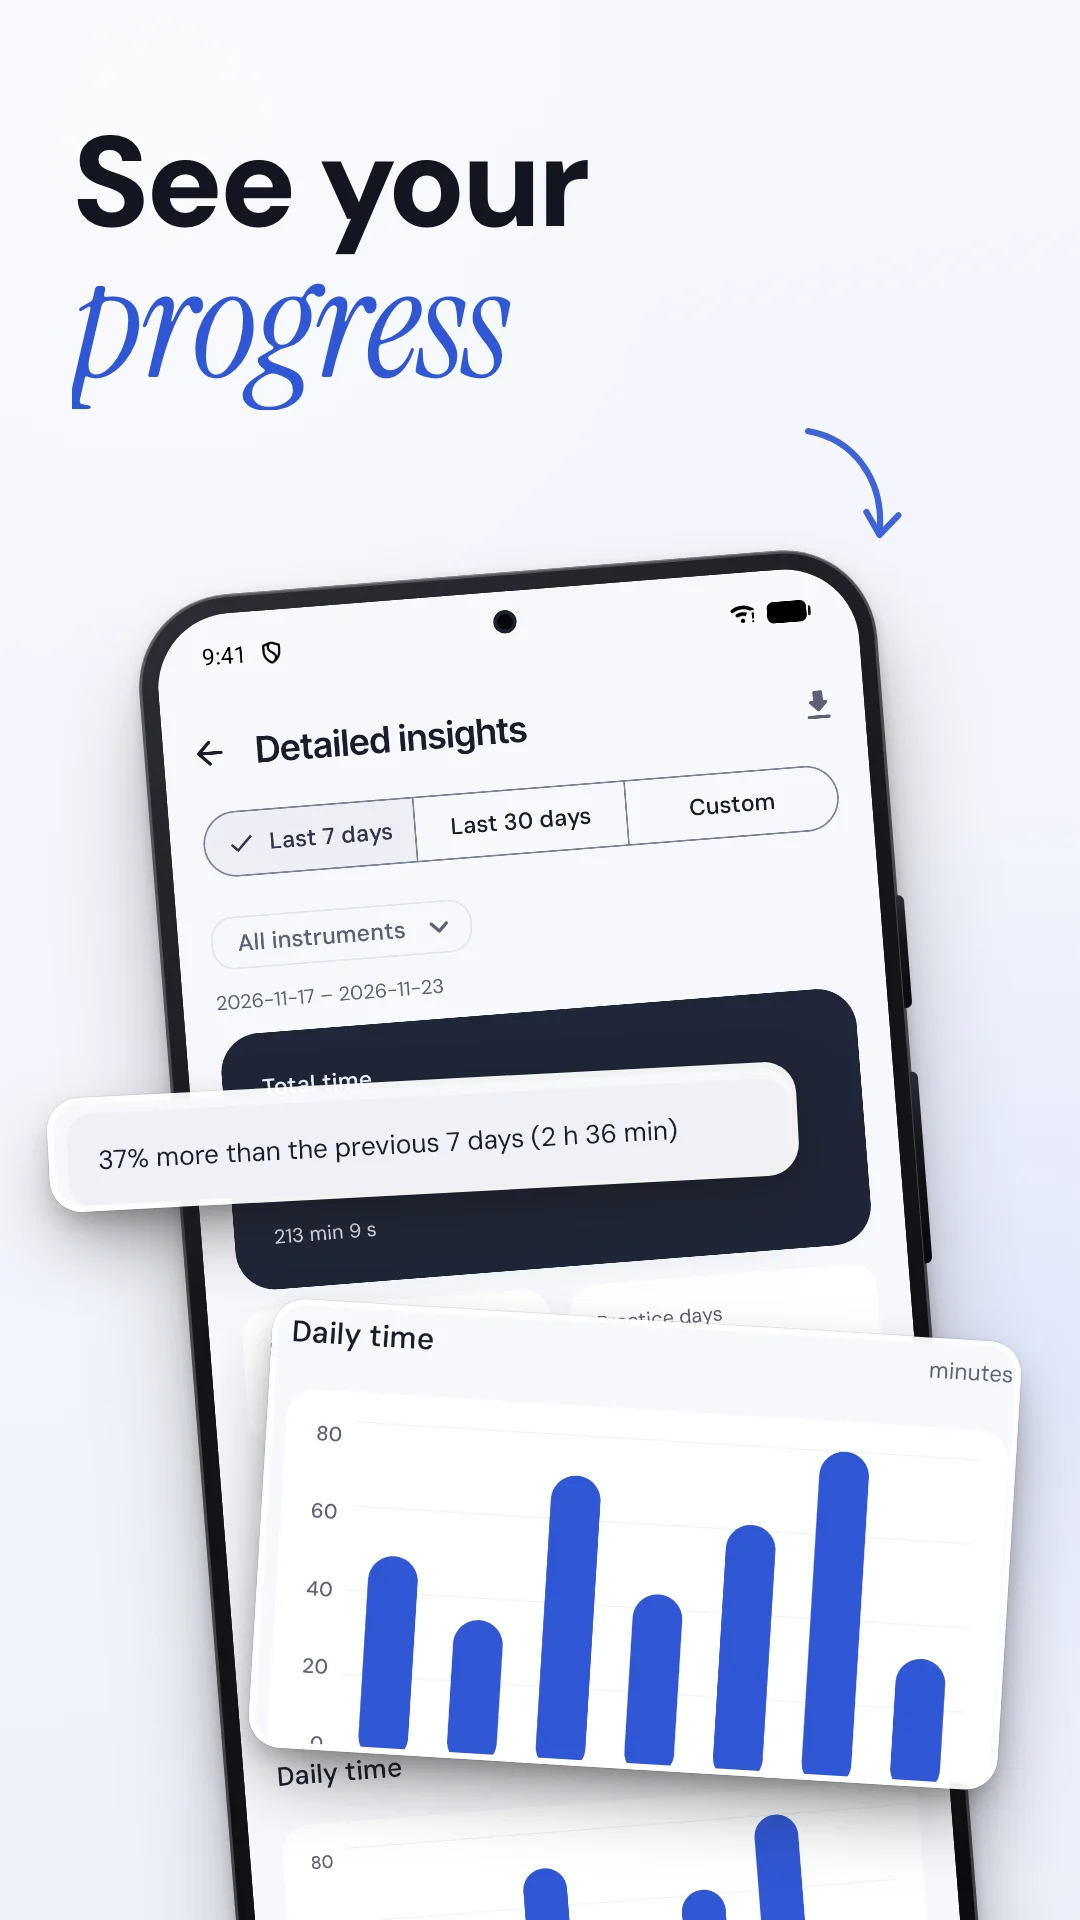 See your
progress
9:41
Detailed insights
Last 7 days
Last 30 days
Custom
All instruments
2026-11-17 – 2026-11-23
Total time
37% more than the previous 7 days (2 h 36 min)
213 min 9 s
Practice days
Daily time
minutes
80
60
40
20
0
Daily time
80